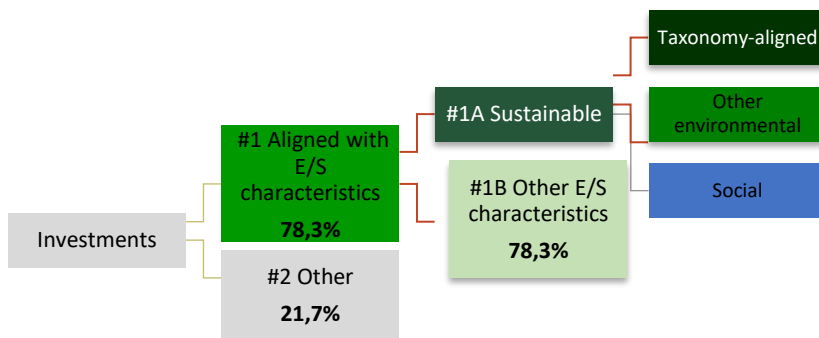 Investments
#1 Aligned with
E/S
characteristics
78,3%
#2 Other
21,7%
#1A Sustainable
#1B Other E/S
characteristics
78,3%
Taxonomy-aligned
Other
environmental
Social